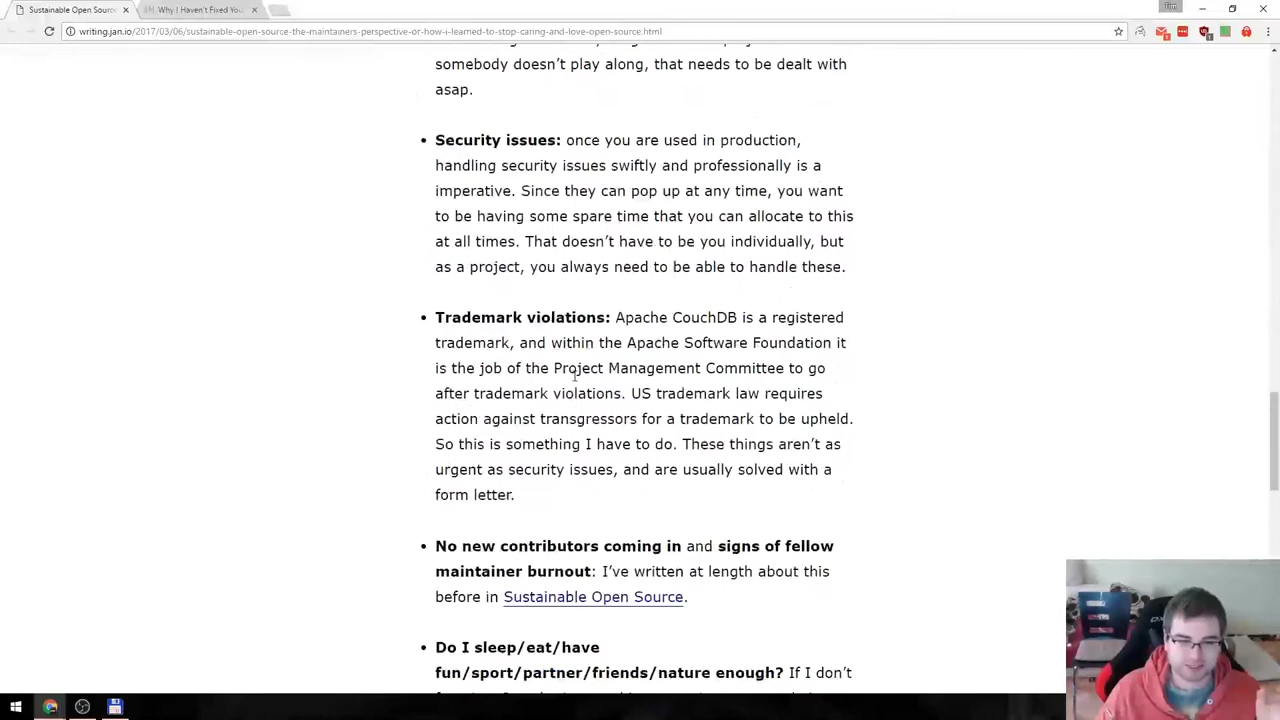 Sustainable Open Source
Why I Haven't Fixed You
Tim
writing.jan.io/2017/03/06/sustainable-open-source-the-maintainers-perspective-or-how-i-learned-to-stop-caring-and-love-open-source.html
somebody doesn't play along, that needs to be dealt with
asap.
• Security issues: once you are used in production,
handling security issues swiftly and professionally is a
imperative. Since they can pop up at any time, you want
to be having some spare time that you can allocate to this
at all times. That doesn't have to be you individually, but
as a project, you always need to be able to handle these.
• Trademark violations: Apache CouchDB is a registered
trademark, and within the Apache Software Foundation it
is the job of the Project Management Committee to go
after trademark violations. US trademark law requires
action against transgressors for a trademark to be upheld.
So this is something I have to do. These things aren't as
urgent as security issues, and are usually solved with a
form letter.
• No new contributors coming in and signs of fellow
maintainer burnout: I've written at length about this
before in Sustainable Open Source.
• Do I sleep/eat/have
fun/sport/partner/friends/nature enough? If I don't